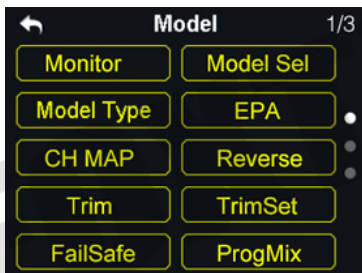 Model 1/3
Monitor Model Sel
Model Type EPA
CH MAP Reverse
Trim TrimSet
FailSafe ProgMix